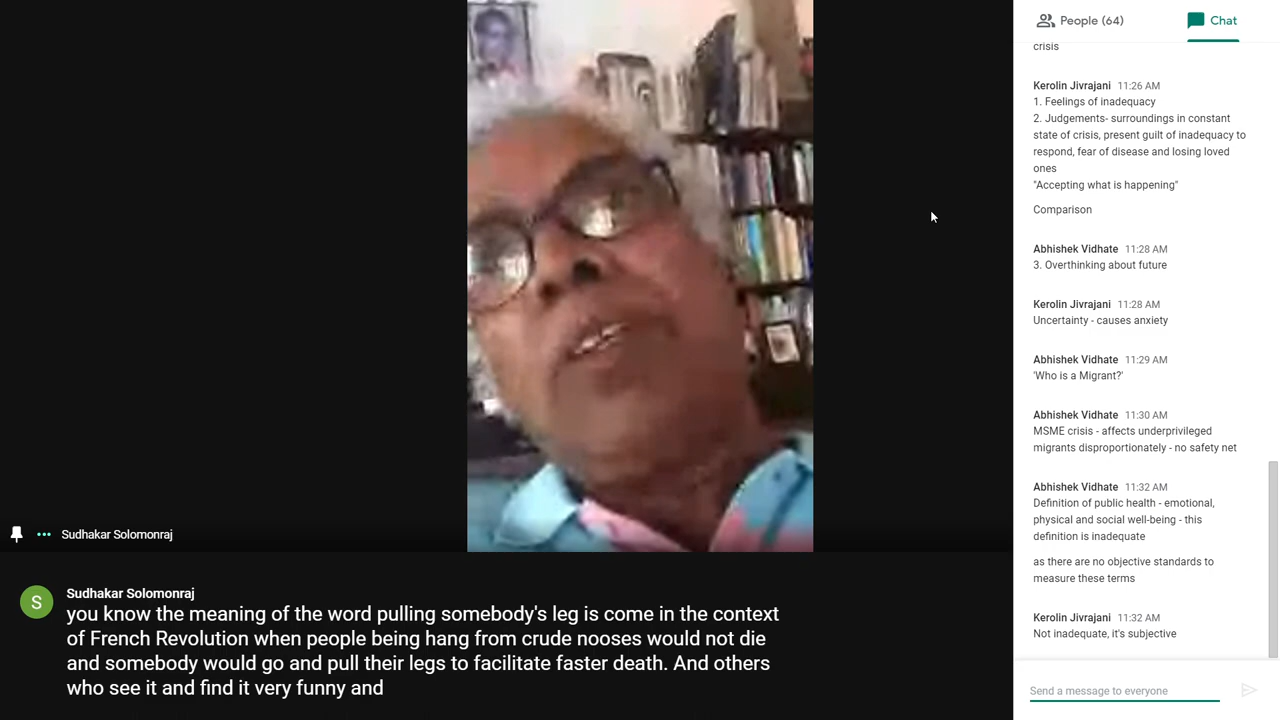 People (64)
Chat
crisis
Kerolin Jivrajani 11:26 AM
1. Feelings of inadequacy
2. Judgements- surroundings in constant
state of crisis, present guilt of inadequacy to
respond, fear of disease and losing loved
ones
"Accepting what is happening"
Comparison
Abhishek Vidhate 11:28 AM
3. Overthinking about future
Kerolin Jivrajani 11:28 AM
Uncertainty - causes anxiety
Abhishek Vidhate 11:29 AM
'Who is a Migrant?'
Abhishek Vidhate 11:30 AM
MSME crisis - affects underprivileged
migrants disproportionately - no safety net
Abhishek Vidhate 11:32 AM
Definition of public health - emotional,
physical and social well-being - this
definition is inadequate
as there are no objective standards to
measure these terms
Kerolin Jivrajani 11:32 AM
Not inadequate, it's subjective
Send a message to everyone
Sudhakar Solomonraj
S
Sudhakar Solomonraj
you know the meaning of the word pulling somebody's leg is come in the context
of French Revolution when people being hang from crude nooses would not die
and somebody would go and pull their legs to facilitate faster death. And others
who see it and find it very funny and